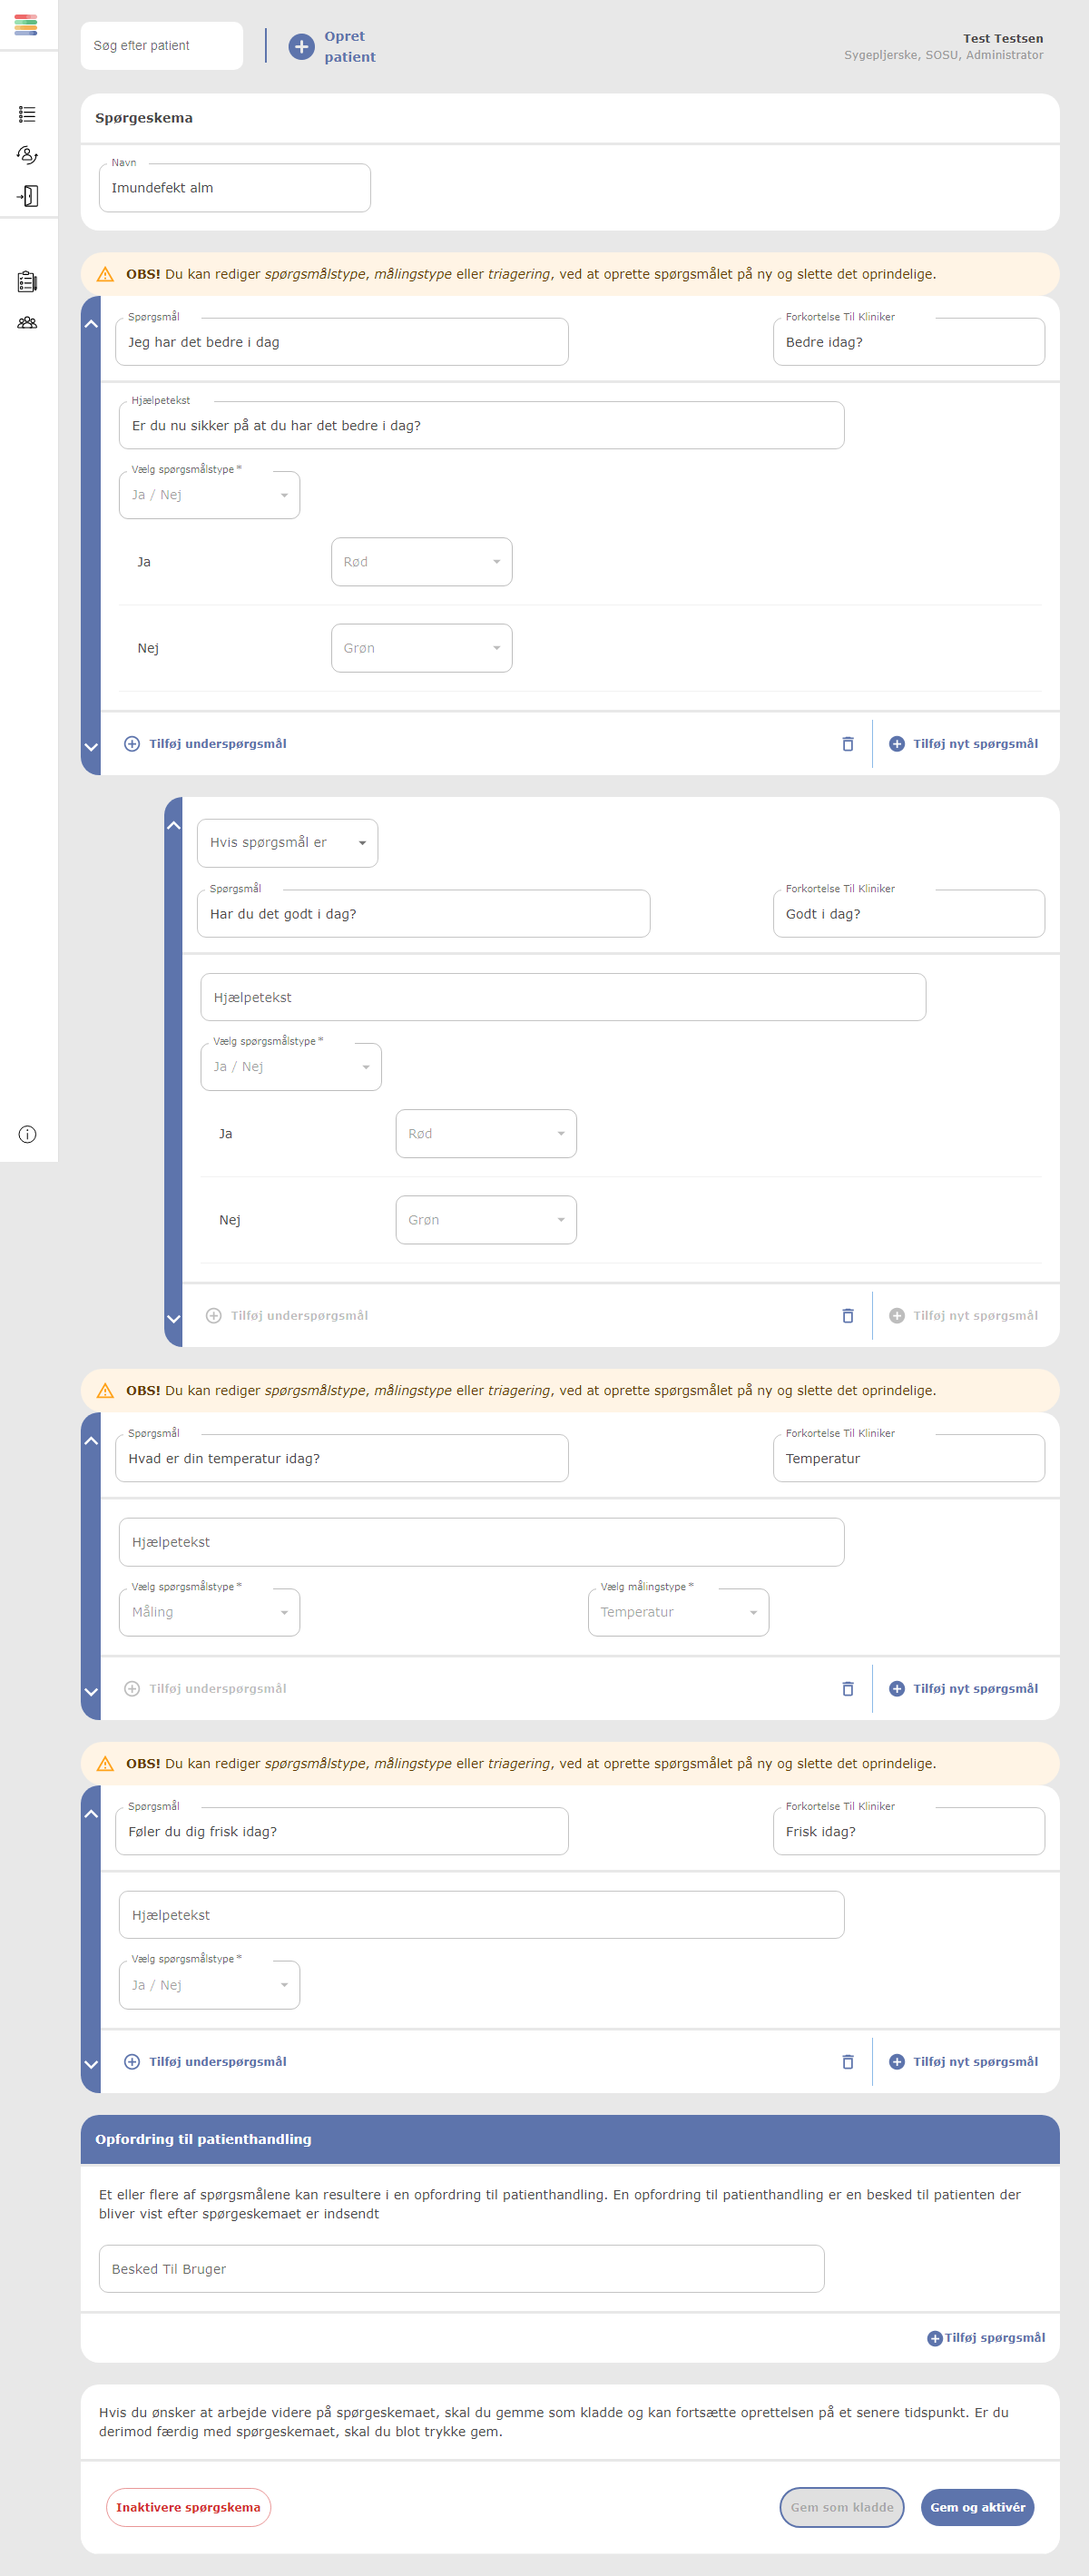 Søg efter patient
Opret
patient
Test Testsen
Sygepljerske, SOSU, Administrator
Spørgeskema
Navn
Imundefekt alm
OBS! Du kan rediger spørgsmålstype, målingstype eller triagering, ved at oprette spørgsmålet på ny og slette det oprindelige.
Spørgsmål
Forkortelse Til Kliniker
Jeg har det bedre i dag
Bedre idag?
Hjælpetekst
Er du nu sikker på at du har det bedre i dag?
Vælg spørgsmålstype *
Ja / Nej
Ja
Rød
Nej
Grøn
Tilføj underspørgsmål
Tilføj nyt spørgsmål
Hvis spørgsmål er
Spørgsmål
Forkortelse Til Kliniker
Har du det godt i dag?
Godt i dag?
Hjælpetekst
Vælg spørgsmålstype *
Ja / Nej
Ja
Rød
Nej
Grøn
Tilføj underspørgsmål
Tilføj nyt spørgsmål
OBS! Du kan rediger spørgsmålstype, målingstype eller triagering, ved at oprette spørgsmålet på ny og slette det oprindelige.
Spørgsmål
Forkortelse Til Kliniker
Hvad er din temperatur idag?
Temperatur
Hjælpetekst
Vælg spørgsmålstype *
Vælg målingstype *
Måling
Temperatur
Tilføj underspørgsmål
Tilføj nyt spørgsmål
OBS! Du kan rediger spørgsmålstype, målingstype eller triagering, ved at oprette spørgsmålet på ny og slette det oprindelige.
Spørgsmål
Forkortelse Til Kliniker
Føler du dig frisk idag?
Frisk idag?
Hjælpetekst
Vælg spørgsmålstype *
Ja / Nej
Tilføj underspørgsmål
Tilføj nyt spørgsmål
Opfordring til patienthandling
Et eller flere af spørgsmålene kan resultere i en opfordring til patienthandling. En opfordring til patienthandling er en besked til patienten der
bliver vist efter spørgeskemaet er indsendt
Besked Til Bruger
Tilføj spørgsmål
Hvis du ønsker at arbejde videre på spørgeskemaet, skal du gemme som kladde og kan fortsætte oprettelsen på et senere tidspunkt. Er du
derimod færdig med spørgeskemaet, skal du blot trykke gem.
Inaktivere spørgskema
Gem som kladde
Gem og aktivér